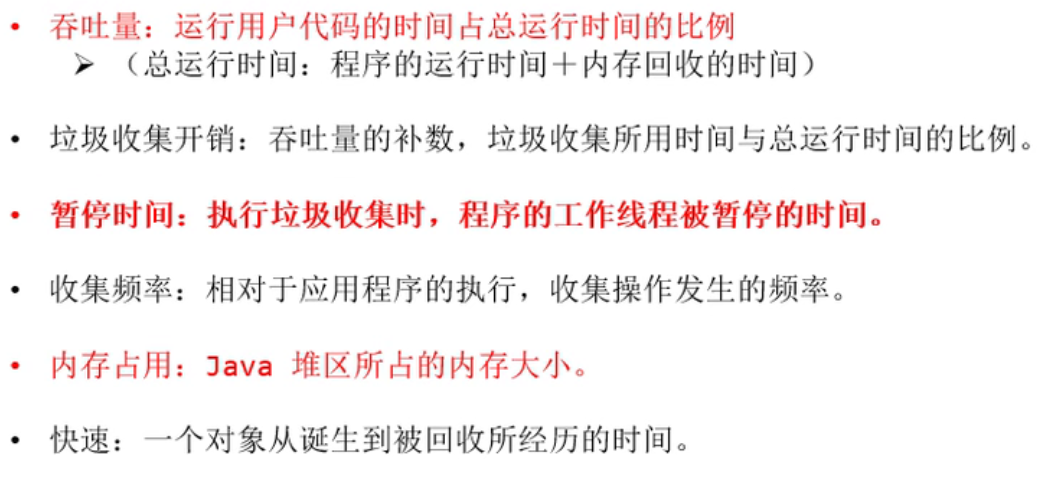 • 吞吐量：运行用户代码的时间占总运行时间的比例
➢ （总运行时间：程序的运行时间＋内存回收的时间）
• 垃圾收集开销：吞吐量的补数，垃圾收集所用时间与总运行时间的比例。
• 暂停时间：执行垃圾收集时，程序的工作线程被暂停的时间。
• 收集频率：相对于应用程序的执行，收集操作发生的频率。
• 内存占用：Java 堆区所占的内存大小。
• 快速：一个对象从诞生到被回收所经历的时间。